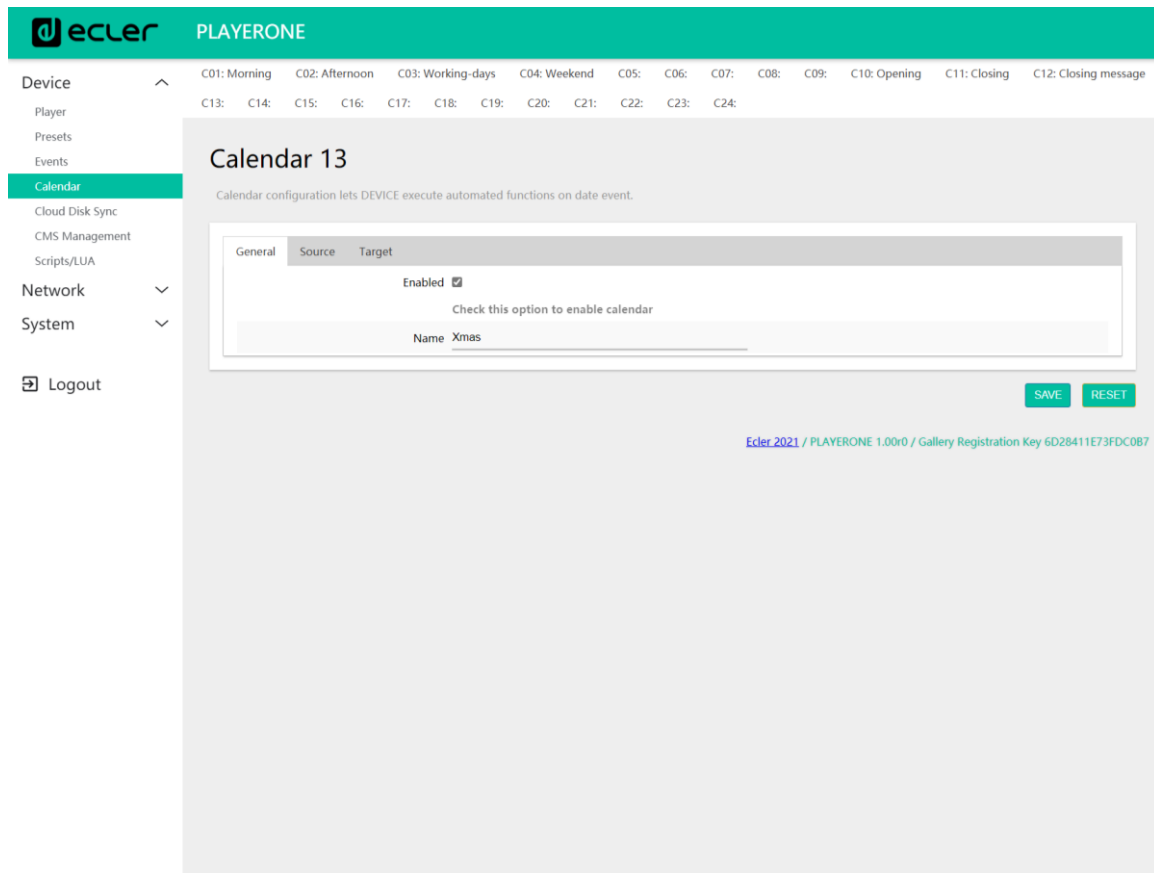 ecler
PLAYERONE
Device
Player
Presets
Events
Calendar
Cloud Disk Sync
CMS Management
Scripts/LUA
Network
System
Logout
C01: Morning C02: Afternoon C03: Working-days C04: Weekend C05: C06: C07: C08: C09: C10: Opening C11: Closing C12: Closing message
C13: C14: C15: C16: C17: C18: C19: C20: C21: C22: C23: C24:
Calendar 13
Calendar configuration lets DEVICE execute automated functions on date event.
General Source Target
Enabled
Check this option to enable calendar
Name Xmas
SAVE RESET
Ecler 2021 / PLAYERONE 1.00r0 / Gallery Registration Key 6D28411E73FDC0B7